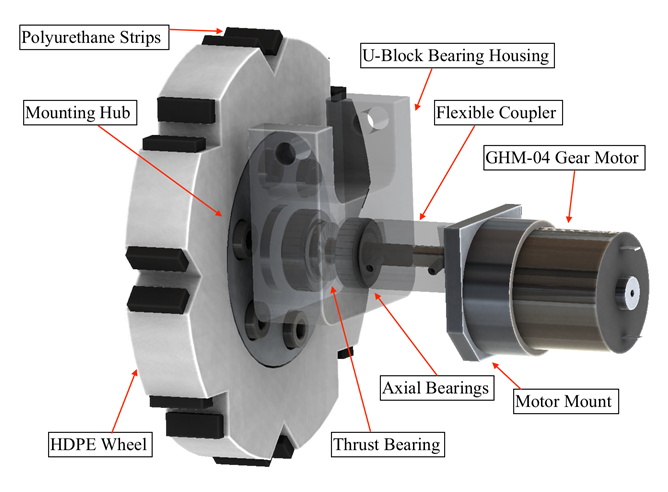 Polyurethane Strips
U-Block Bearing Housing
Mounting Hub
Flexible Coupler
GHM-04 Gear Motor
Axial Bearings
Motor Mount
HDPE Wheel
Thrust Bearing